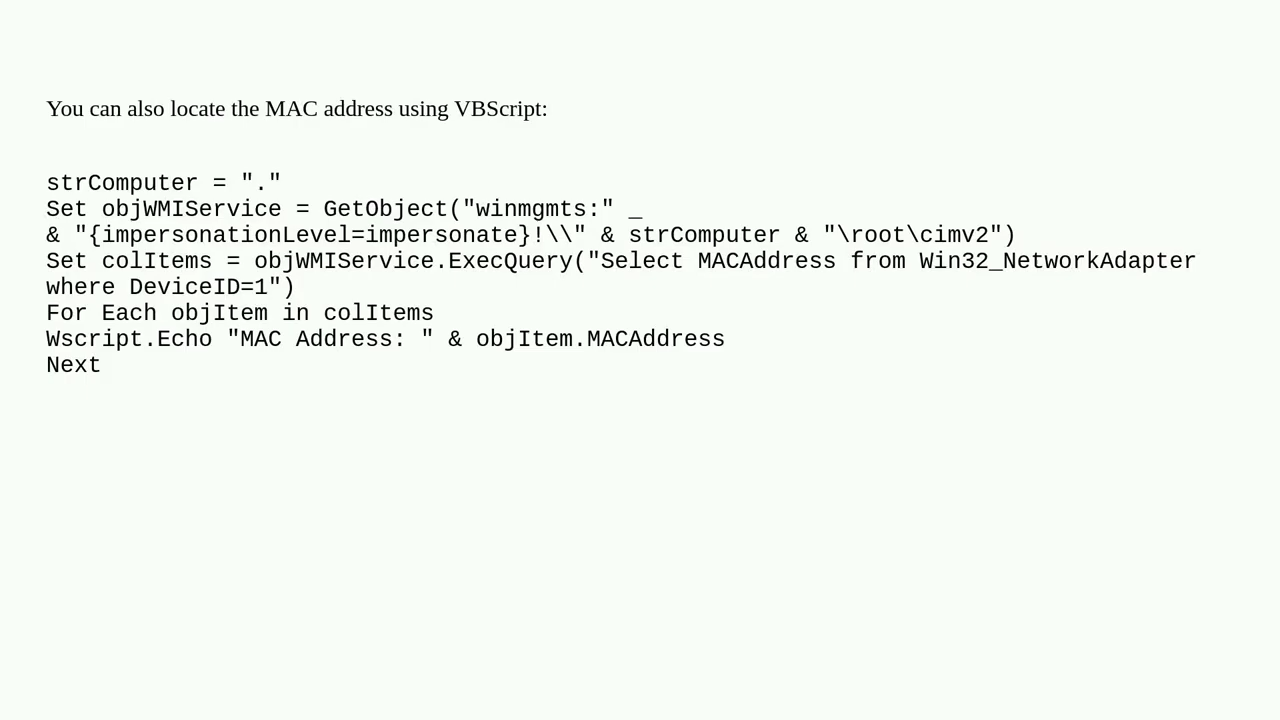 You can also locate the MAC address using VBScript:
strComputer = "."
Set objWMIService = GetObject("winmgmts:" _
& "{impersonationLevel=impersonate}!\\" & strComputer & "\root\cimv2")
Set colItems = objWMIService.ExecQuery("Select MACAddress from Win32_NetworkAdapter
where DeviceID=1")
For Each objItem in colItems
Wscript.Echo "MAC Address: " & objItem.MACAddress
Next